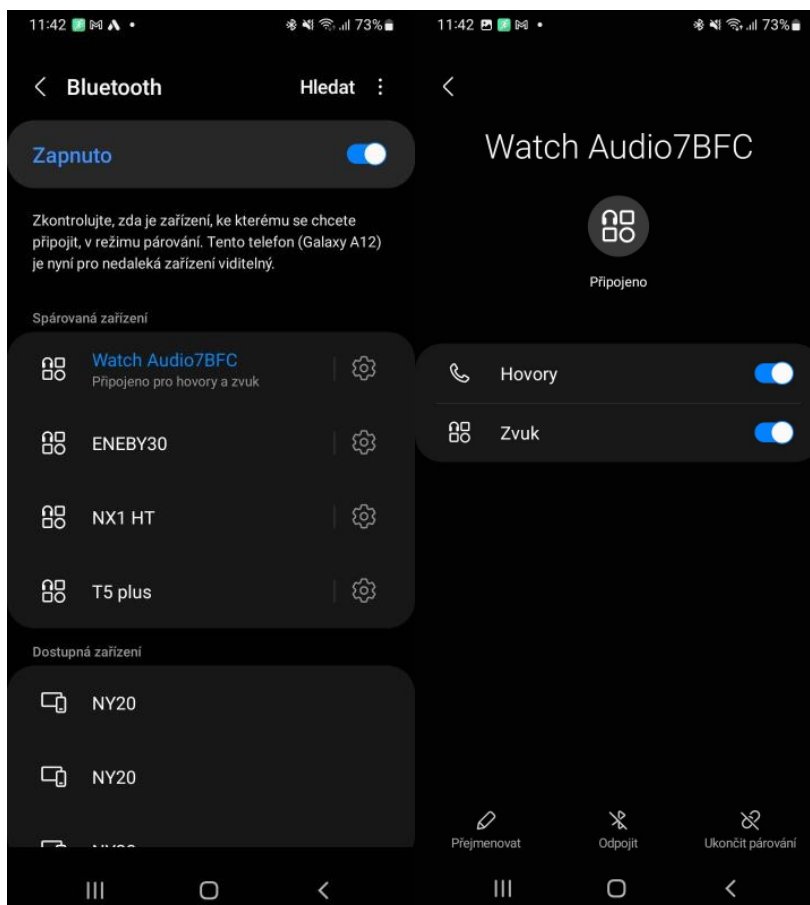 11:42
73%
Bluetooth
Hledat
Zapnuto
Zkontrolujte, zda je zařízení, ke kterému se chcete
připojit, v režimu párování. Tento telefon (Galaxy A12)
je nyní pro nedaleká zařízení viditelný.
Spárovaná zařízení
Watch Audio7BFC
Připojeno pro hovory a zvuk
ENEBY30
NX1 HT
T5 plus
Dostupná zařízení
NY20
NY20
11:42
73%
Watch Audio7BFC
Připojeno
Hovory
Zvuk
Přejmenovat
Odpojit
Ukončit párování